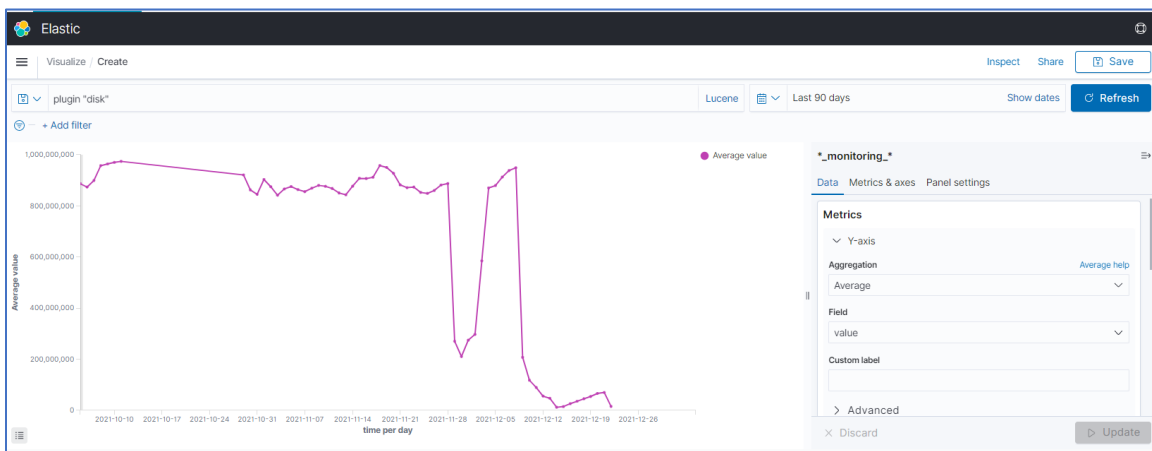 Elastic
Visualize / Create
Inspect Share Save
plugin "disk"
Lucene
Last 90 days
Show dates
Refresh
+ Add filter
1,000,000,000
800,000,000
600,000,000
400,000,000
200,000,000
0
Average value
2021-10-10 2021-10-17 2021-10-24 2021-10-31 2021-11-07 2021-11-14 2021-11-21 2021-11-28 2021-12-05 2021-12-12 2021-12-19 2021-12-26
time per day
Average value
*_monitoring_*
Data Metrics & axes Panel settings
Metrics
Y-axis
Aggregation Average help
Average
Field
value
Custom label
Advanced
Discard Update